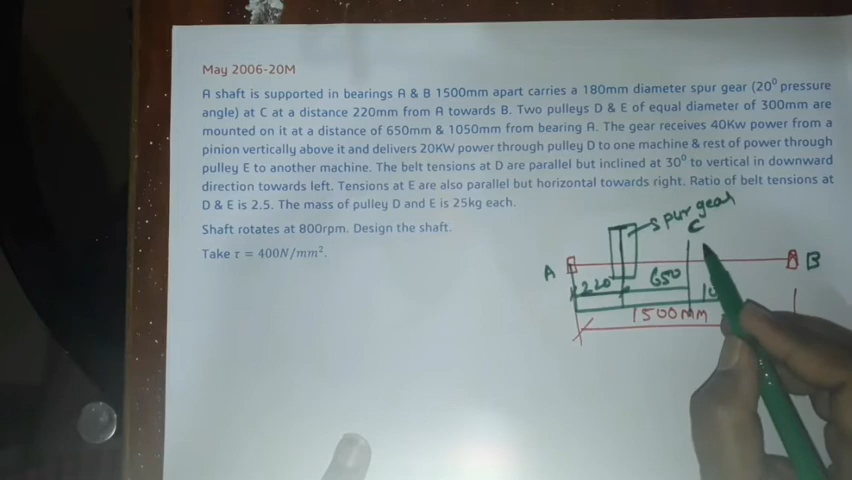 May 2006-20M
A shaft is supported in bearings A & B 1500mm apart carries a 180mm diameter spur gear (20⁰ pressure
angle) at C at a distance 220mm from A towards B. Two pulleys D & E of equal diameter of 300mm are
mounted on it at a distance of 650mm & 1050mm from bearing A. The gear receives 40Kw power from a
pinion vertically above it and delivers 20KW power through pulley D to one machine & rest of power through
pulley E to another machine. The belt tensions at D are parallel but inclined at 30⁰ to vertical in downward
direction towards left. Tensions at E are also parallel but horizontal towards right. Ratio of belt tensions at
D & E is 2.5. The mass of pulley D and E is 25kg each.
Shaft rotates at 800rpm. Design the shaft.
Take τ = 400N/mm².
spur gear
C
A
B
220
650
1500MM